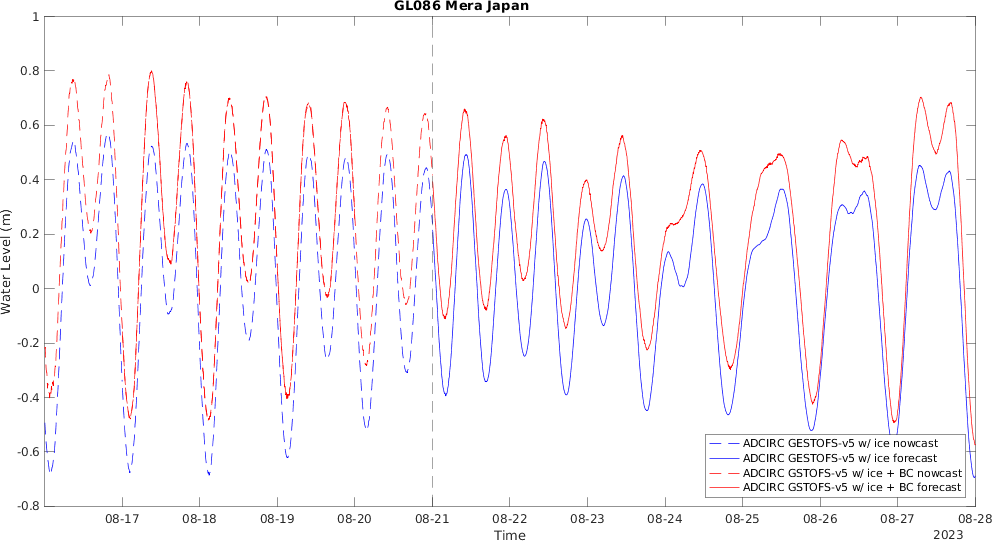 GL086 Mera Japan
1
0.8
0.6
0.4
0.2
0
-0.2
-0.4
-0.6
-0.8
Water Level (m)
ADCIRC GESTOFS-v5 w/ ice nowcast
ADCIRC GESTOFS-v5 w/ ice forecast
ADCIRC GSTOFS-v5 w/ ice + BC nowcast
ADCIRC GSTOFS-v5 w/ ice + BC forecast
08-17 08-18 08-19 08-20 08-21 08-22 08-23 08-24 08-25 08-26 08-27 08-28
Time
2023